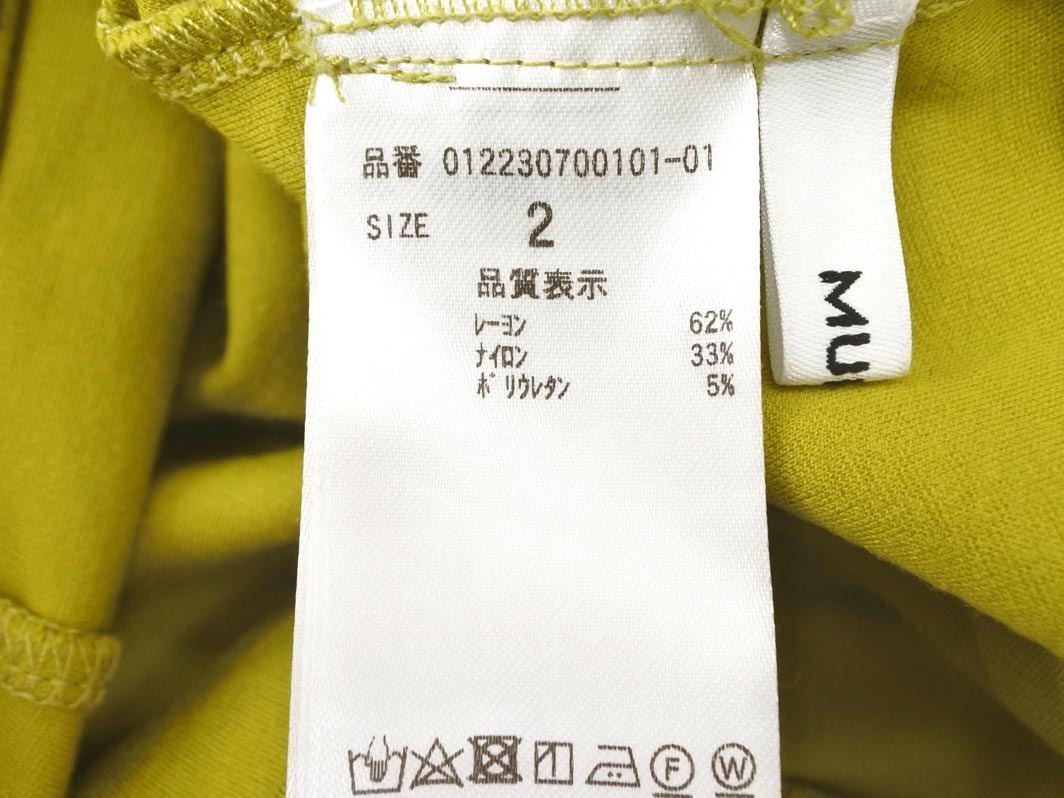 品番 012230700101-01
SIZE 2
品質表示
ﾚｰﾖﾝ 62%
ﾅｲﾛﾝ 33%
ﾎﾟﾘｳﾚﾀﾝ 5%
F W